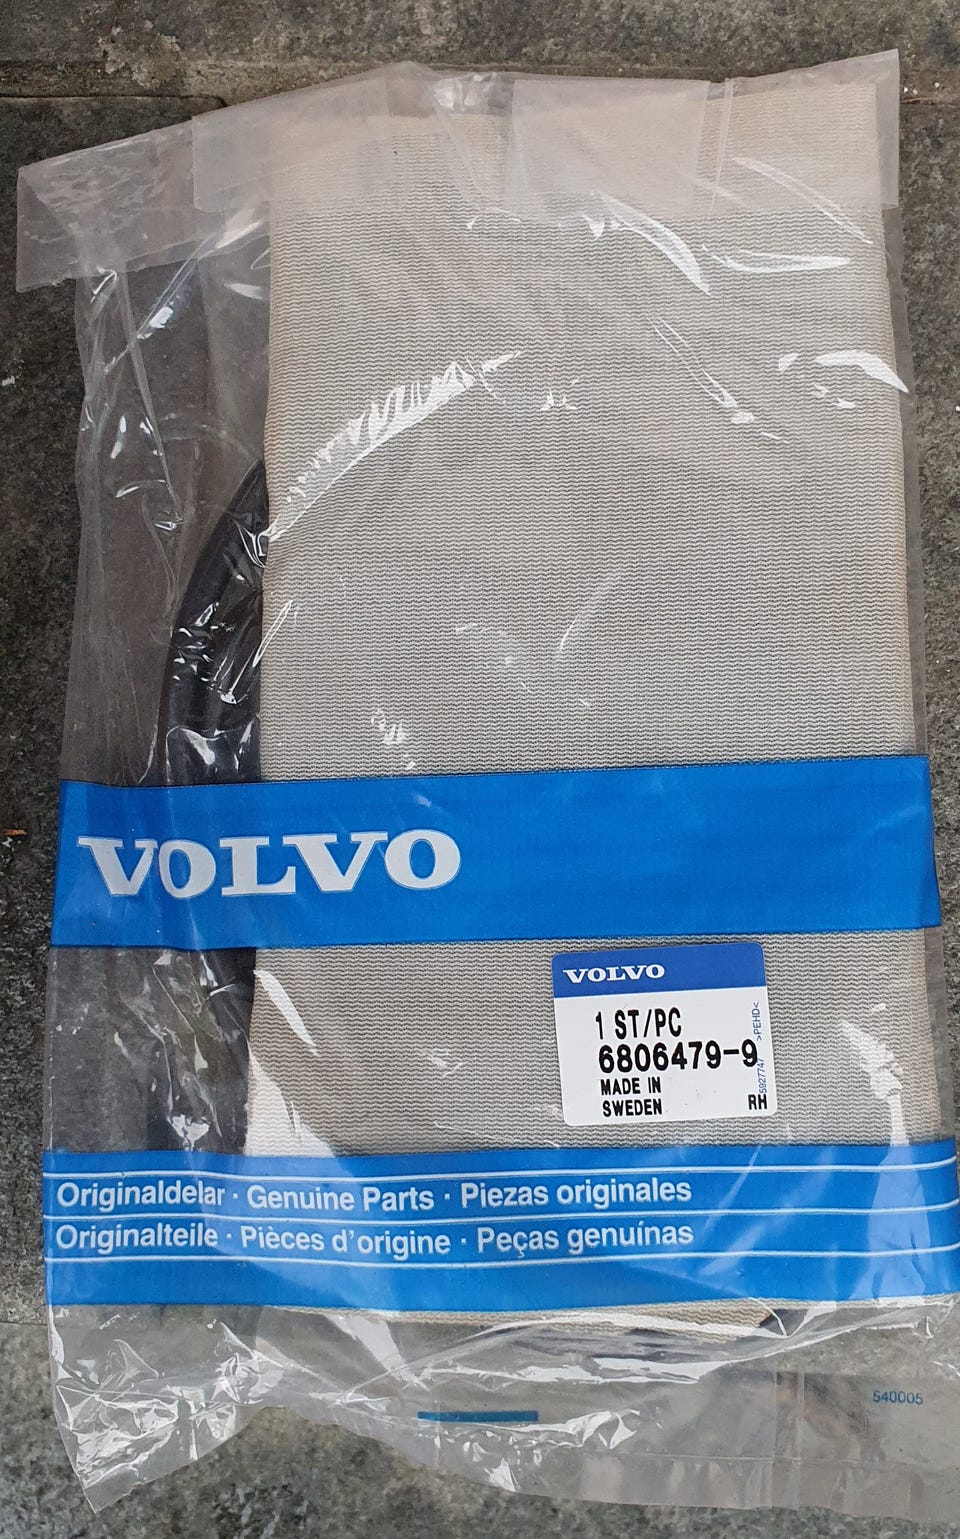 VOLVO
VOLVO
1 ST/PC
6806479-9
MADE IN
SWEDEN
RH
>PEHD<
5927747
Originaldelar · Genuine Parts · Piezas originales
Originalteile · Pièces d'origine · Peças genuínas
540005